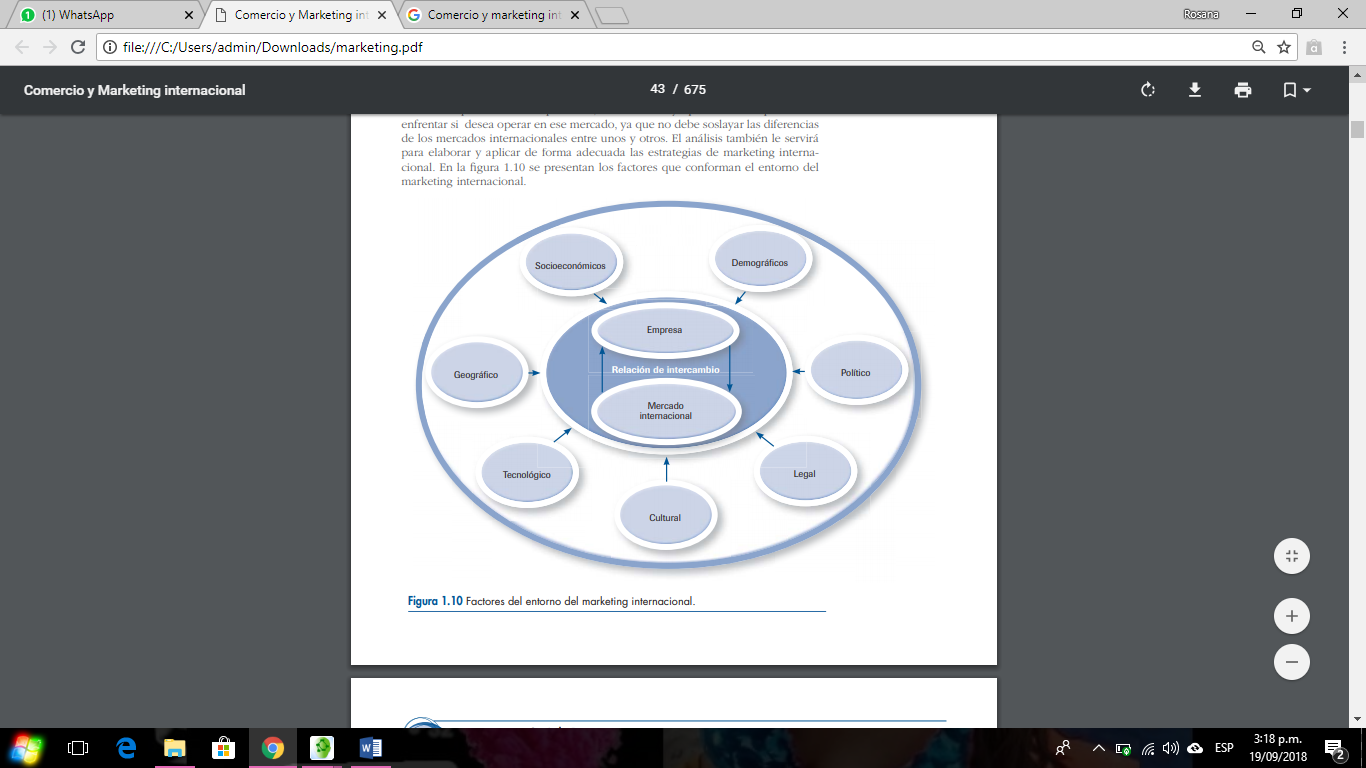 (1) WhatsApp
Comercio y Marketing int
Comercio y marketing int
Rosana
file:///C:/Users/admin/Downloads/marketing.pdf
Comercio y Marketing internacional
43 / 675
enfrentar si desea operar en ese mercado, ya que no debe soslayar las diferencias
de los mercados internacionales entre unos y otros. El análisis también le servirá
para elaborar y aplicar de forma adecuada las estrategias de marketing interna-
cional. En la figura 1.10 se presentan los factores que conforman el entorno del
marketing internacional.
Socioeconómicos
Demográficos
Empresa
Geográfico
Relación de intercambio
Político
Mercado
internacional
Tecnológico
Legal
Cultural
Figura 1.10 Factores del entorno del marketing internacional.
ESP
3:18 p.m.
19/09/2018
2